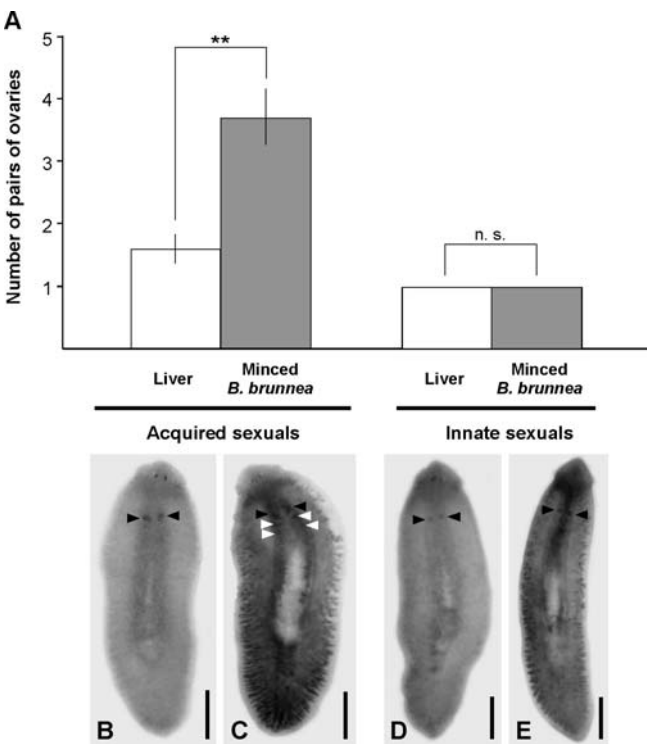 A
Number of pairs of ovaries
5
4
3
2
1
**
n. s.
Liver
Minced
B. brunnea
Liver
Minced
B. brunnea
Acquired sexuals
Innate sexuals
B
C
D
E